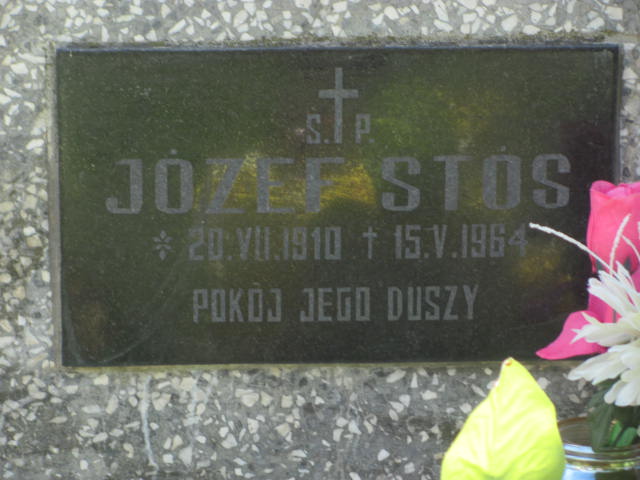 Ś. P.
JÓZEF STÓS
20.VII.1910 † 15.V.1964
POKÓJ JEGO DUSZY